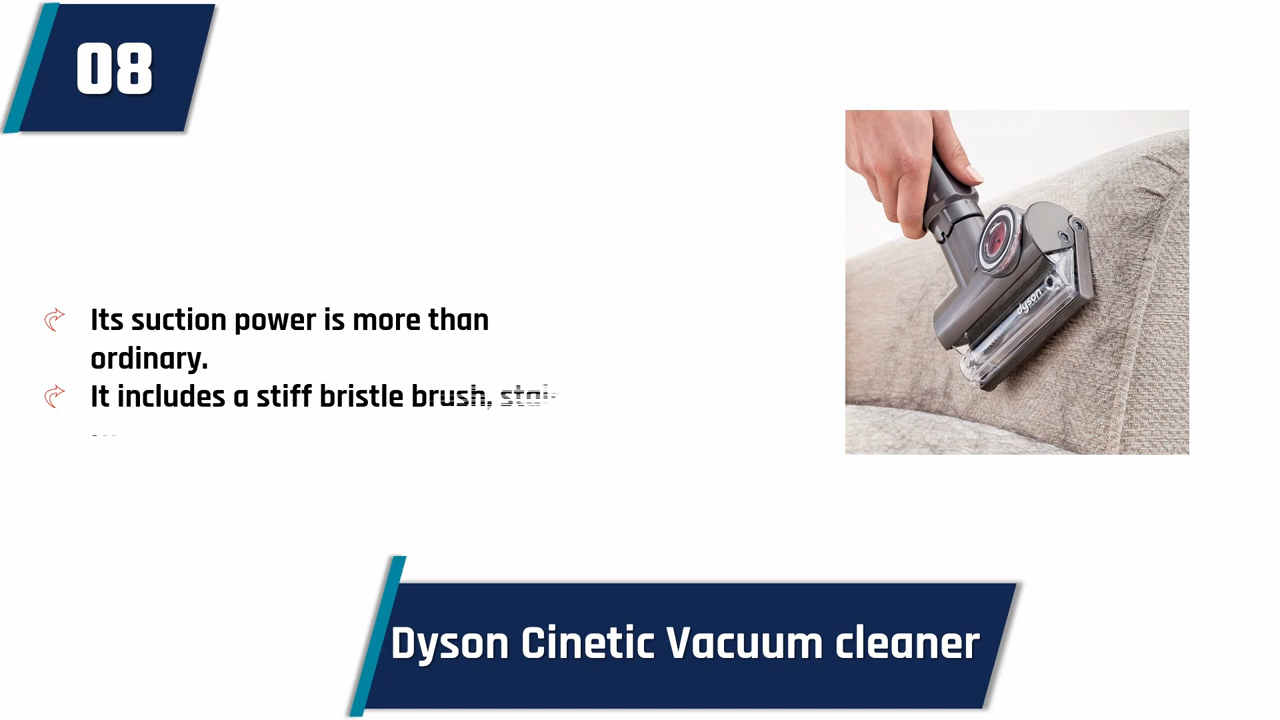 08
Its suction power is more than
ordinary.
It includes a stiff bristle brush,
dyson
Dyson Cinetic Vacuum cleaner